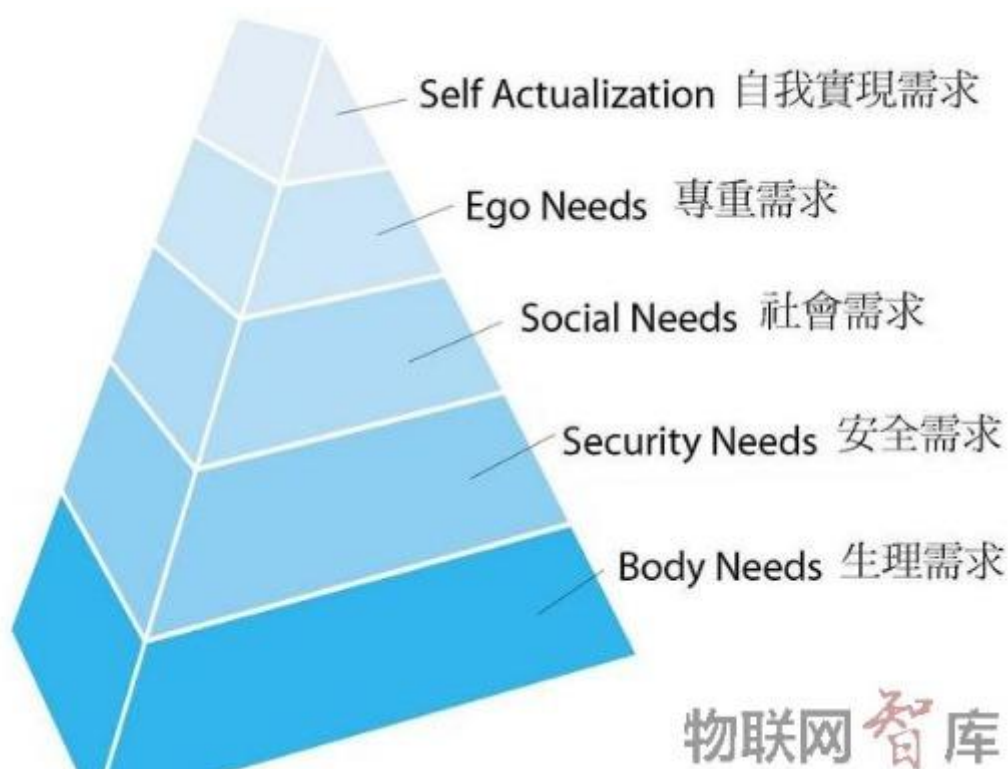 Self Actualization 自我實現需求
Ego Needs 專重需求
Social Needs 社會需求
Security Needs 安全需求
Body Needs 生理需求
物联网智库